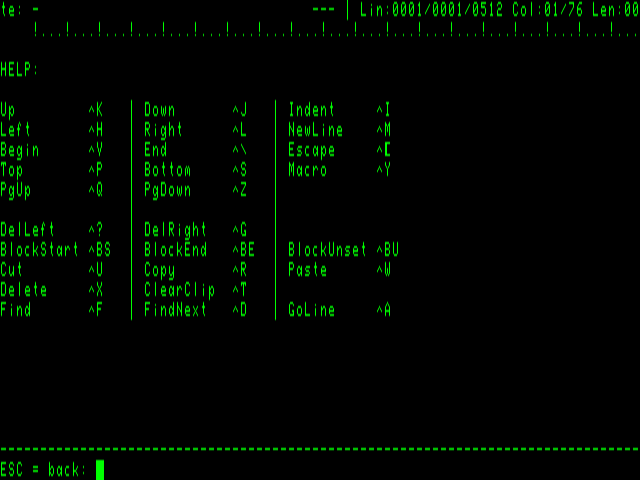 te: - --- | Lin:0001/0001/0512 Col:01/76 Len:00
HELP:
Up ^K | Down ^J | Indent ^I
Left ^H | Right ^L | NewLine ^M
Begin ^V | End ^\ | Escape ^[
Top ^P | Bottom ^S | Macro ^Y
PgUp ^Q | PgDown ^Z |
DelLeft ^? | DelRight ^G |
BlockStart ^BS | BlockEnd ^BE | BlockUnset ^BU
Cut ^U | Copy ^R | Paste ^W
Delete ^X | ClearClip ^T |
Find ^F | FindNext ^D | GoLine ^A
ESC = back: